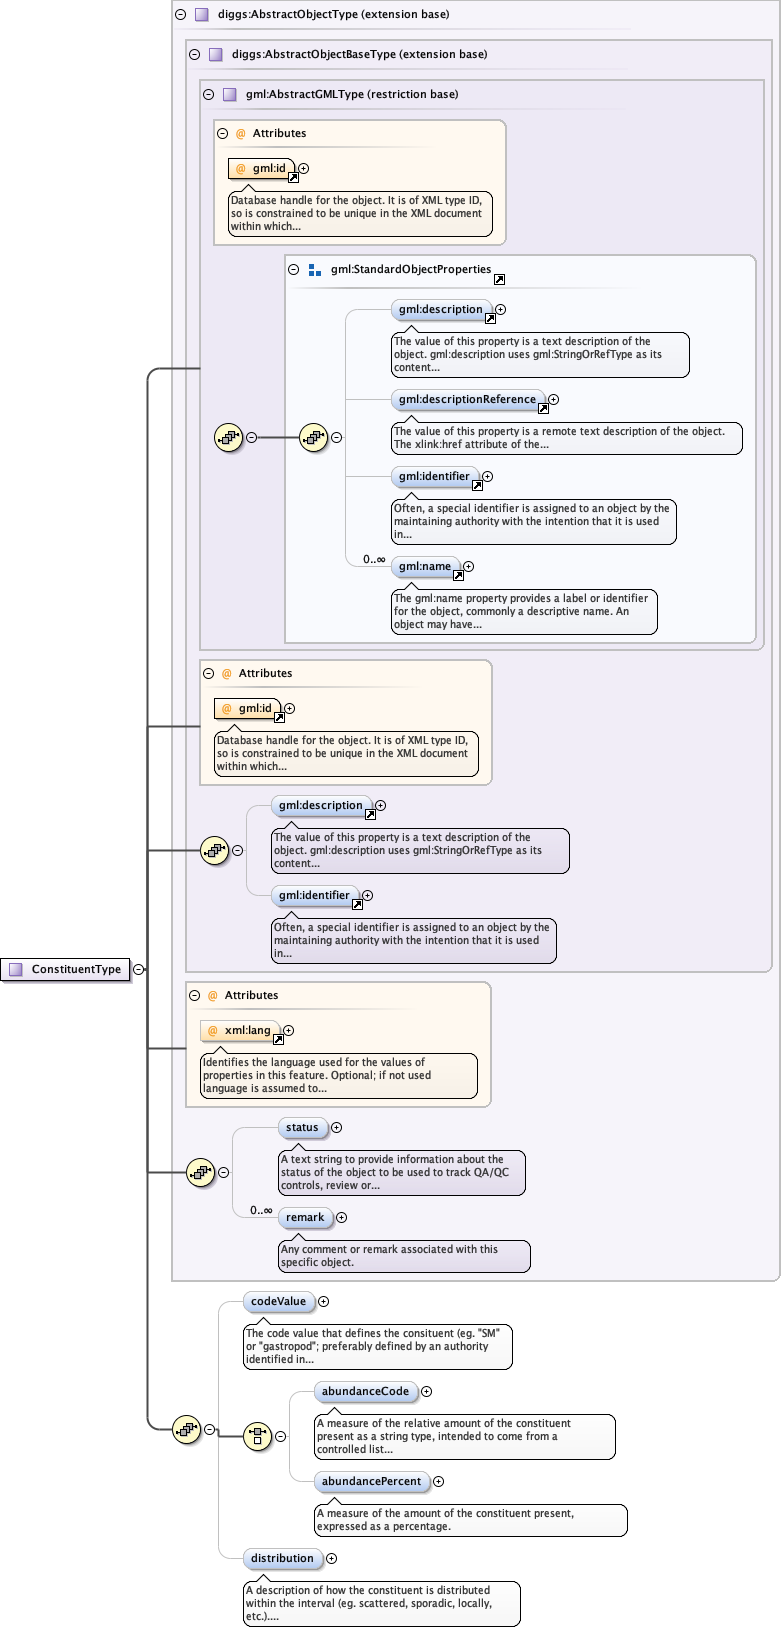 diggs:AbstractObjectType (extension base)
diggs:AbstractObjectBaseType (extension base)
gml:AbstractGMLType (restriction base)
@ Attributes
@ gml:id
Database handle for the object. It is of XML type ID,
so is constrained to be unique in the XML document
within which...
gml:StandardObjectProperties
gml:description
The value of this property is a text description of the
object. gml:description uses gml:StringOrRefType as its
content...
gml:descriptionReference
The value of this property is a remote text description of the object.
The xlink:href attribute of the...
gml:identifier
Often, a special identifier is assigned to an object by the
maintaining authority with the intention that it is used
in...
0..∞
gml:name
The gml:name property provides a label or identifier
for the object, commonly a descriptive name. An
object may have...
@ Attributes
@ gml:id
Database handle for the object. It is of XML type ID,
so is constrained to be unique in the XML document
within which...
gml:description
The value of this property is a text description of the
object. gml:description uses gml:StringOrRefType as its
content...
gml:identifier
Often, a special identifier is assigned to an object by the
maintaining authority with the intention that it is used
in...
ConstituentType
@ Attributes
@ xml:lang
Identifies the language used for the values of
properties in this feature. Optional; if not used
language is assumed to...
status
A text string to provide information about the
status of the object to be used to track QA/QC
controls, review or...
0..∞
remark
Any comment or remark associated with this
specific object.
codeValue
The code value that defines the consituent (eg. "SM"
or "gastropod"; preferably defined by an authority
identified in...
abundanceCode
A measure of the relative amount of the constituent
present as a string type, intended to come from a
controlled list...
abundancePercent
A measure of the amount of the constituent present,
expressed as a percentage.
distribution
A description of how the constituent is distributed
within the interval (eg. scattered, sporadic, locally,
etc.)....